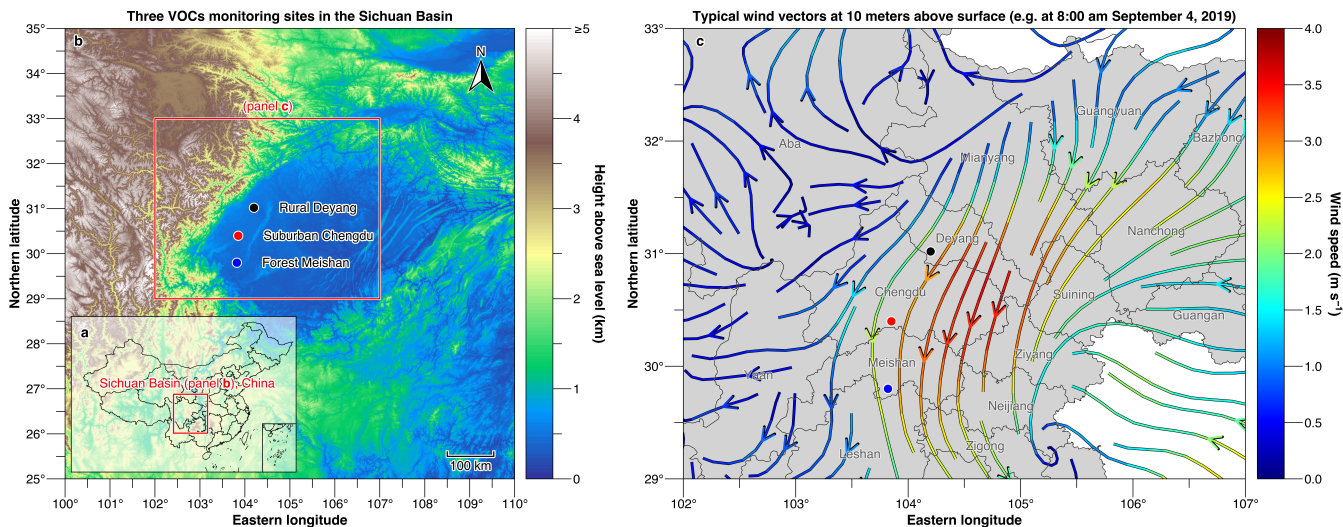 Three VOCs monitoring sites in the Sichuan Basin
b
N
(panel c)
Rural Deyang
Suburban Chengdu
Forest Meishan
a
Sichuan Basin (panel b), China
100 km
35°
34°
33°
32°
31°
30°
29°
28°
27°
26°
25°
Northern latitude
100 101 102 103 104 105 106 107 108 109 110
Eastern longitude
≥5
4
3
2
1
0
Height above sea level (km)
Typical wind vectors at 10 meters above surface (e.g. at 8:00 am September 4, 2019)
c
Guangyuan
Bazhong
Aba
Mianyang
Nanchong
Deyang
Chengdu
Suining
Guangan
Meishan
Ziyang
Yaan
Neijiang
Leshan
Zigong
33°
32°
31°
30°
29°
Northern latitude
102 103 104 105 106 107
Eastern longitude
4.0
3.5
3.0
2.5
2.0
1.5
1.0
0.5
0.0
Wind speed (m s⁻¹)